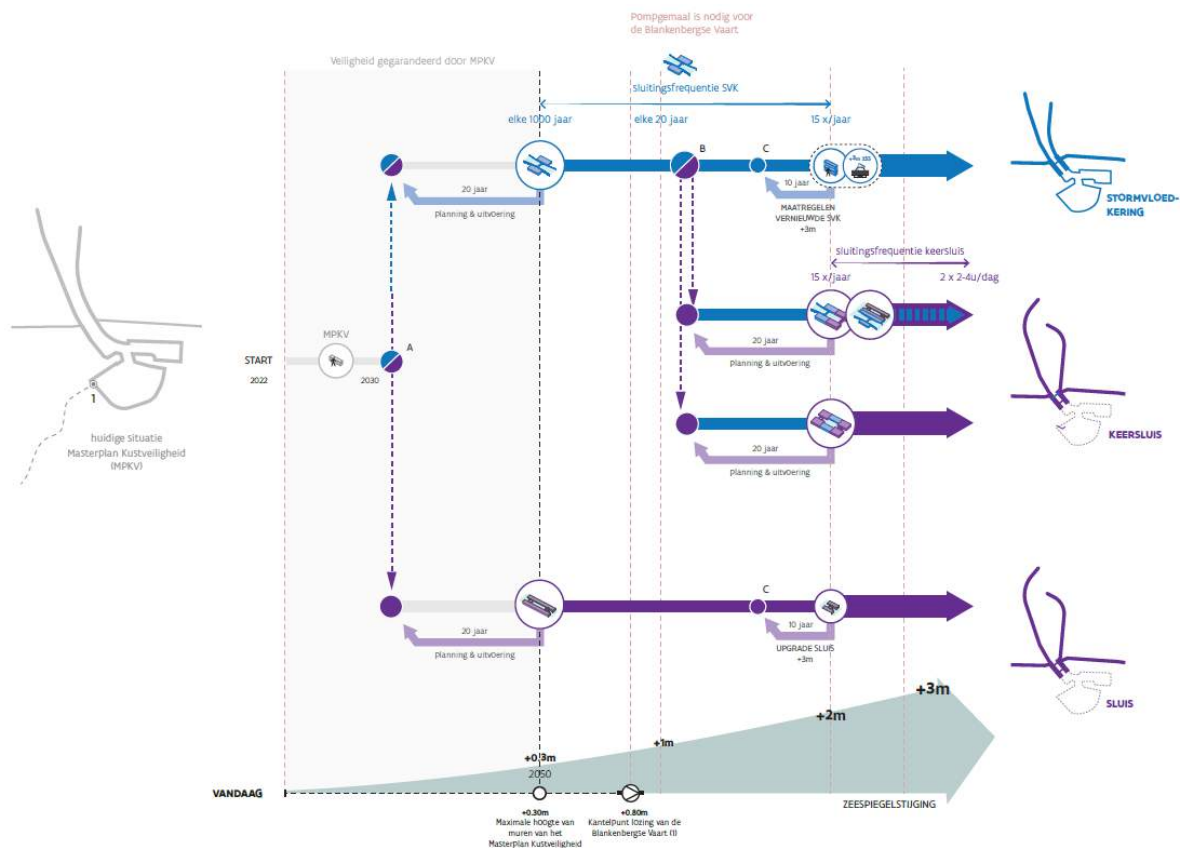 Pompgemaal is nodig voor
de Blankenbergse Vaart
Veiligheid gegarandeerd door MPKV
sluitingsfrequentie SVK
elke 1000 jaar
elke 20 jaar
15 x/jaar
B
C
20 jaar
planning & uitvoering
10 jaar
MAATREGELEN
VERNIEUWDE SVK
+3m
STORMVLOED-
KERING
sluitingsfrequentie keersluis
15 x/jaar
2 x 2-4u/dag
20 jaar
planning & uitvoering
MPKV
A
START
2022
2030
1
huidige situatie
Masterplan Kustveiligheid
(MPKV)
20 jaar
planning & uitvoering
KEERSLUIS
C
20 jaar
planning & uitvoering
10 jaar
UPGRADE SLUIS
+3m
SLUIS
+3m
+2m
+1m
+0.3m
2050
VANDAAG
ZEESPIEGELSTIJGING
+0.30m
Maximale hoogte van
muren van het
Masterplan Kustveiligheid
+0.80m
Kantelpunt lozing van de
Blankenbergse Vaart (1)